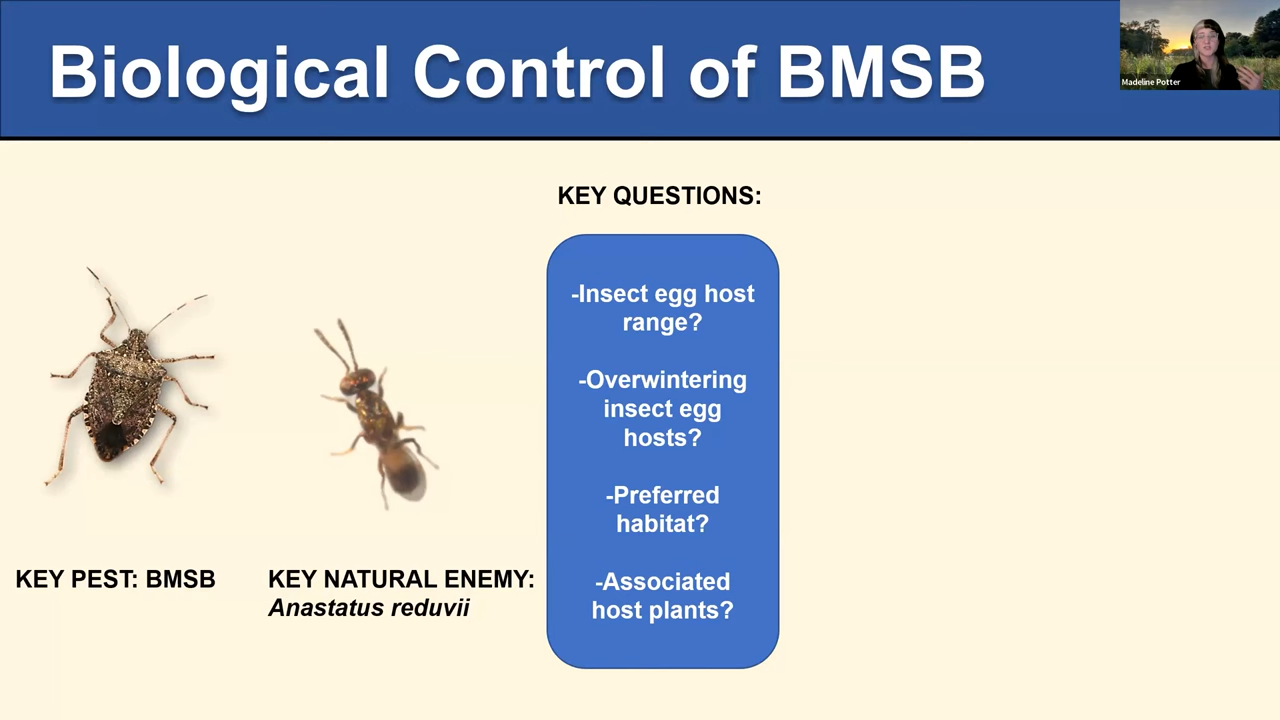 Biological Control of BMSB
Madeline Potter
KEY QUESTIONS:
-Insect egg host
range?
-Overwintering
insect egg
hosts?
-Preferred
habitat?
-Associated
host plants?
KEY PEST: BMSB
KEY NATURAL ENEMY:
Anastatus reduvii